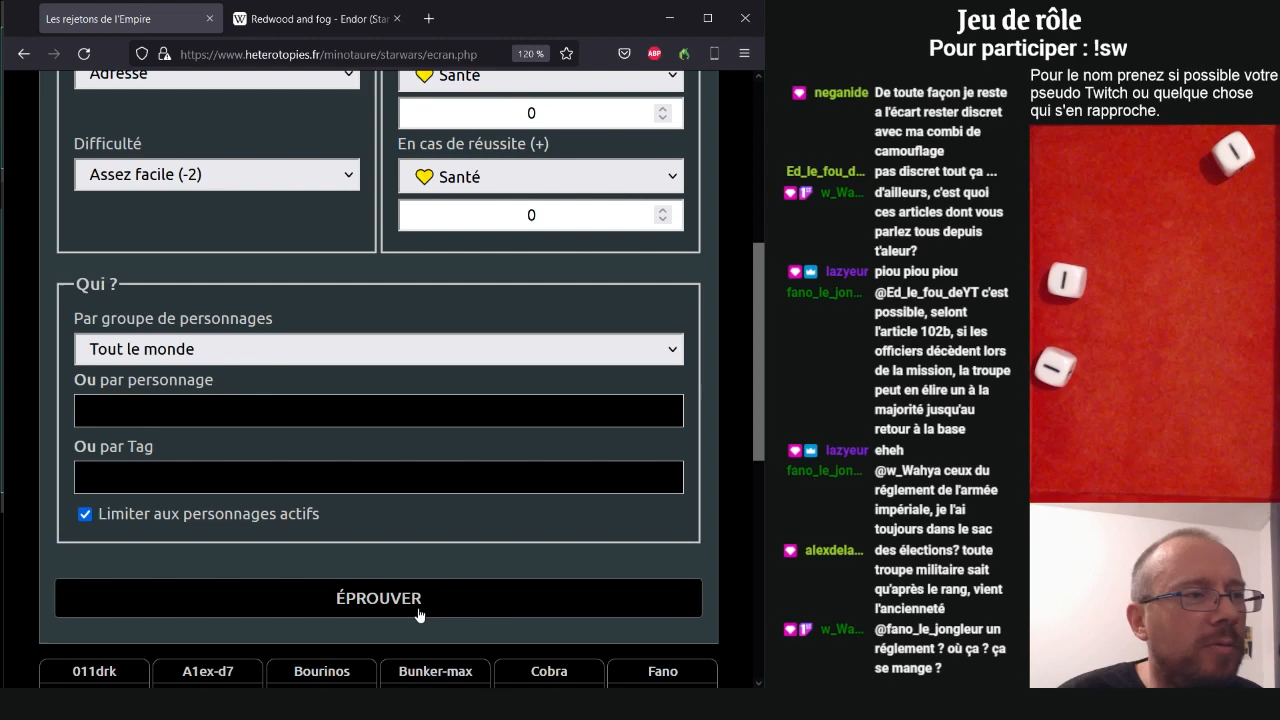 Les rejetons de l'Empire
Redwood and fog - Endor (Star
https://www.heterotopies.fr/minotaure/starwars/ecran.php
120 %
ABP
Adresse
Santé
0
Difficulté
En cas de réussite (+)
Assez facile (-2)
Santé
0
Qui ?
Par groupe de personnages
Tout le monde
Ou par personnage
Ou par Tag
Limiter aux personnages actifs
ÉPROUVER
011drk
A1ex-d7
Bourinos
Bunker-max
Cobra
Fano
neganide
De toute façon je reste
a l'écart rester discret
avec ma combi de
camouflage
Ed_le_fou_d...
pas discret tout ça ...
w_Wa...
d'ailleurs, c'est quoi
ces articles dont vous
parlez tous depuis
t'aleur?
lazyeur
piou piou piou
fano_le_jon...
@Ed_le_fou_deYT c'est
possible, selont
l'article 102b, si les
officiers décèdent lors
de la mission, la troupe
peut en élire un à la
majorité jusqu'au
retour à la base
lazyeur
eheh
fano_le_jon...
@w_Wahya ceux du
réglement de l'armée
impériale, je l'ai
toujours dans le sac
alexdela...
des élections? toute
troupe militaire sait
qu'après le rang, vient
l'ancienneté
w_Wa...
@fano_le_jongleur un
réglement ? où ça ? ça
se mange ?
Jeu de rôle
Pour participer : !sw
Pour le nom prenez si possible votre
pseudo Twitch ou quelque chose
qui s'en rapproche.